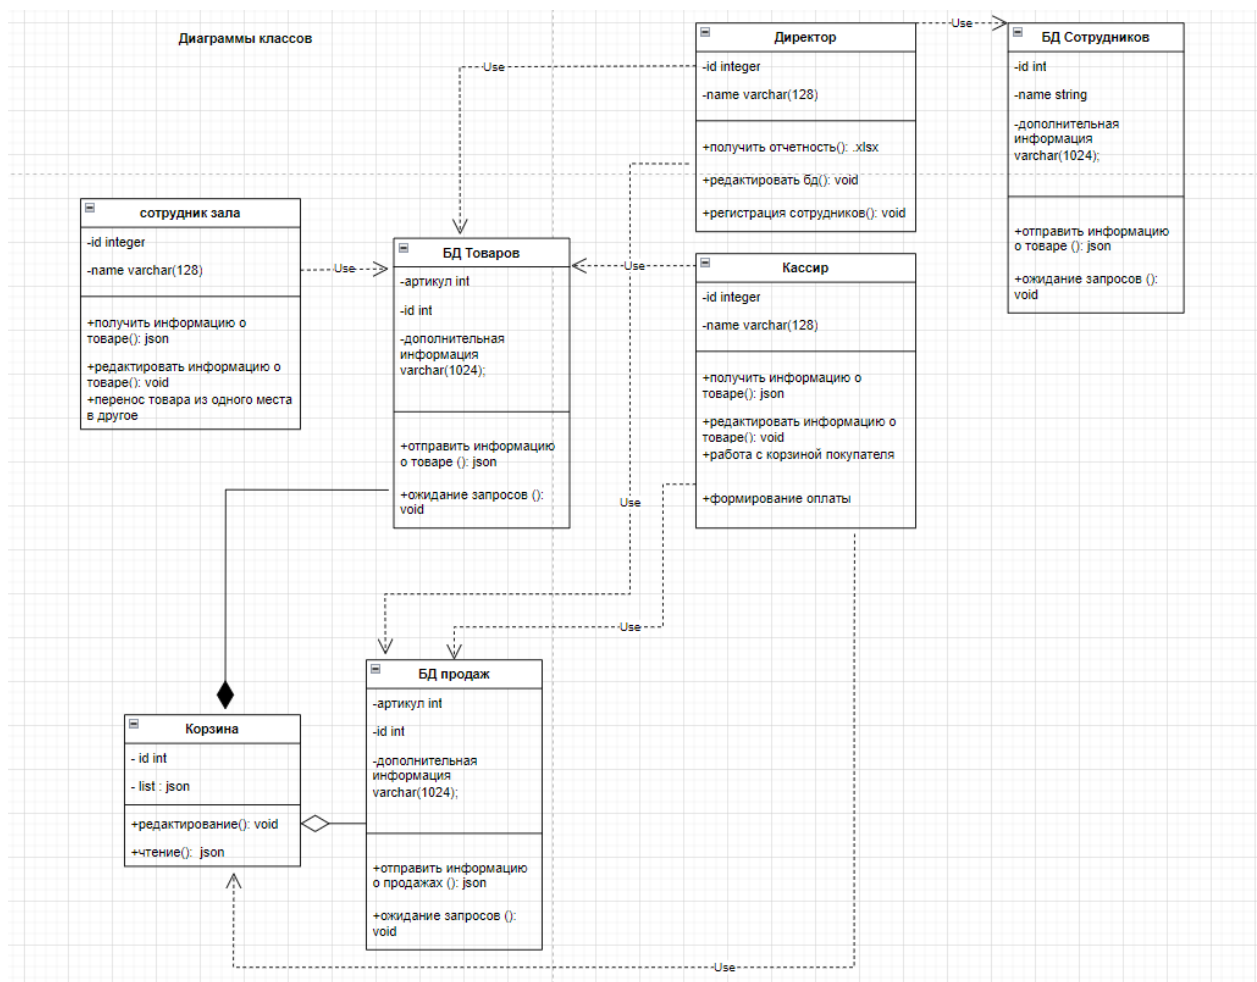 Диаграммы классов
Use
Use
Директор
-id integer
-name varchar(128)
+получить отчетность(): .xlsx
+редактировать бд(): void
+регистрация сотрудников(): void
БД Сотрудников
-id int
-name string
-дополнительная
информация
varchar(1024);
+отправить информацию
о товаре (): json
+ожидание запросов ():
void
сотрудник зала
-id integer
-name varchar(128)
+получить информацию о
товаре(): json
+редактировать информацию о
товаре(): void
+перенос товара из одного места
в другое
Use
БД Товаров
-артикул int
-id int
-дополнительная
информация
varchar(1024);
+отправить информацию
о товаре (): json
+ожидание запросов ():
void
Use
Кассир
-id integer
-name varchar(128)
+получить информацию о
товаре(): json
+редактировать информацию о
товаре(): void
+работа с корзиной покупателя
+формирование оплаты
Use
Use
БД продаж
-артикул int
-id int
-дополнительная
информация
varchar(1024);
+отправить информацию
о продажах (): json
+ожидание запросов ():
void
Корзина
- id int
- list : json
+редактирование(): void
+чтение(): json
Use